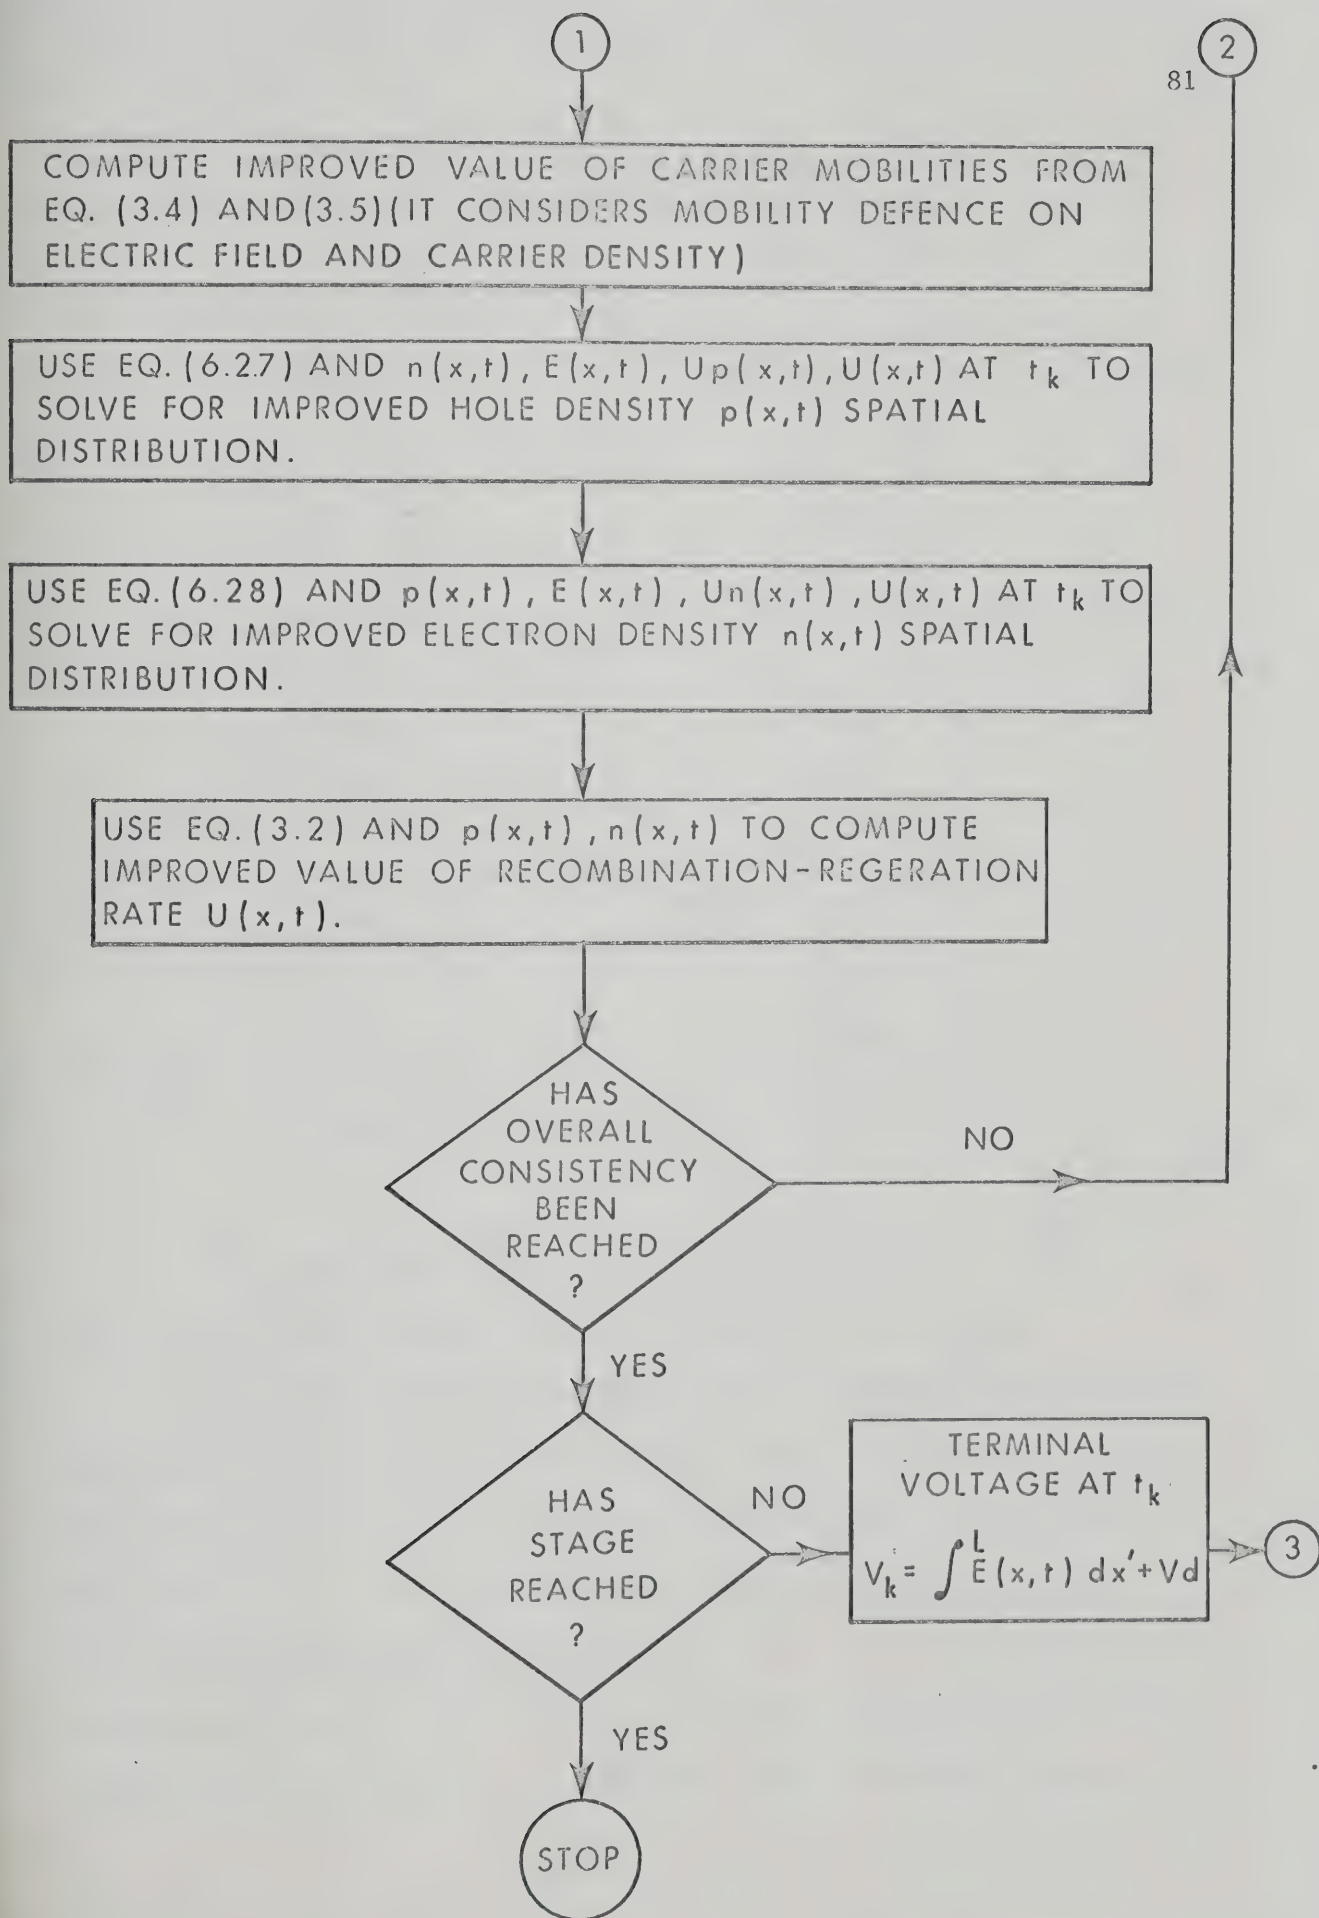 1
2
81
COMPUTE IMPROVED VALUE OF CARRIER MOBILITIES FROM
EQ. (3.4) AND (3.5) (IT CONSIDERS MOBILITY DEFENCE ON
ELECTRIC FIELD AND CARRIER DENSITY)
USE EQ. (6.2.7) AND n(x,t), E(x,t), Up(x,t), U(x,t) AT tk TO
SOLVE FOR IMPROVED HOLE DENSITY p(x,t) SPATIAL
DISTRIBUTION.
USE EQ. (6.28) AND p(x,t), E(x,t), Un(x,t), U(x,t) AT tk TO
SOLVE FOR IMPROVED ELECTRON DENSITY n(x,t) SPATIAL
DISTRIBUTION.
USE EQ. (3.2) AND p(x,t), n(x,t) TO COMPUTE
IMPROVED VALUE OF RECOMBINATION-REGERATION
RATE U(x,t).
HAS
OVERALL
CONSISTENCY
BEEN
REACHED
?
NO
YES
HAS
STAGE
REACHED
?
NO
TERMINAL
VOLTAGE AT tk
Vk = ∫^L E(x,t) dx' + Vd
3
YES
STOP